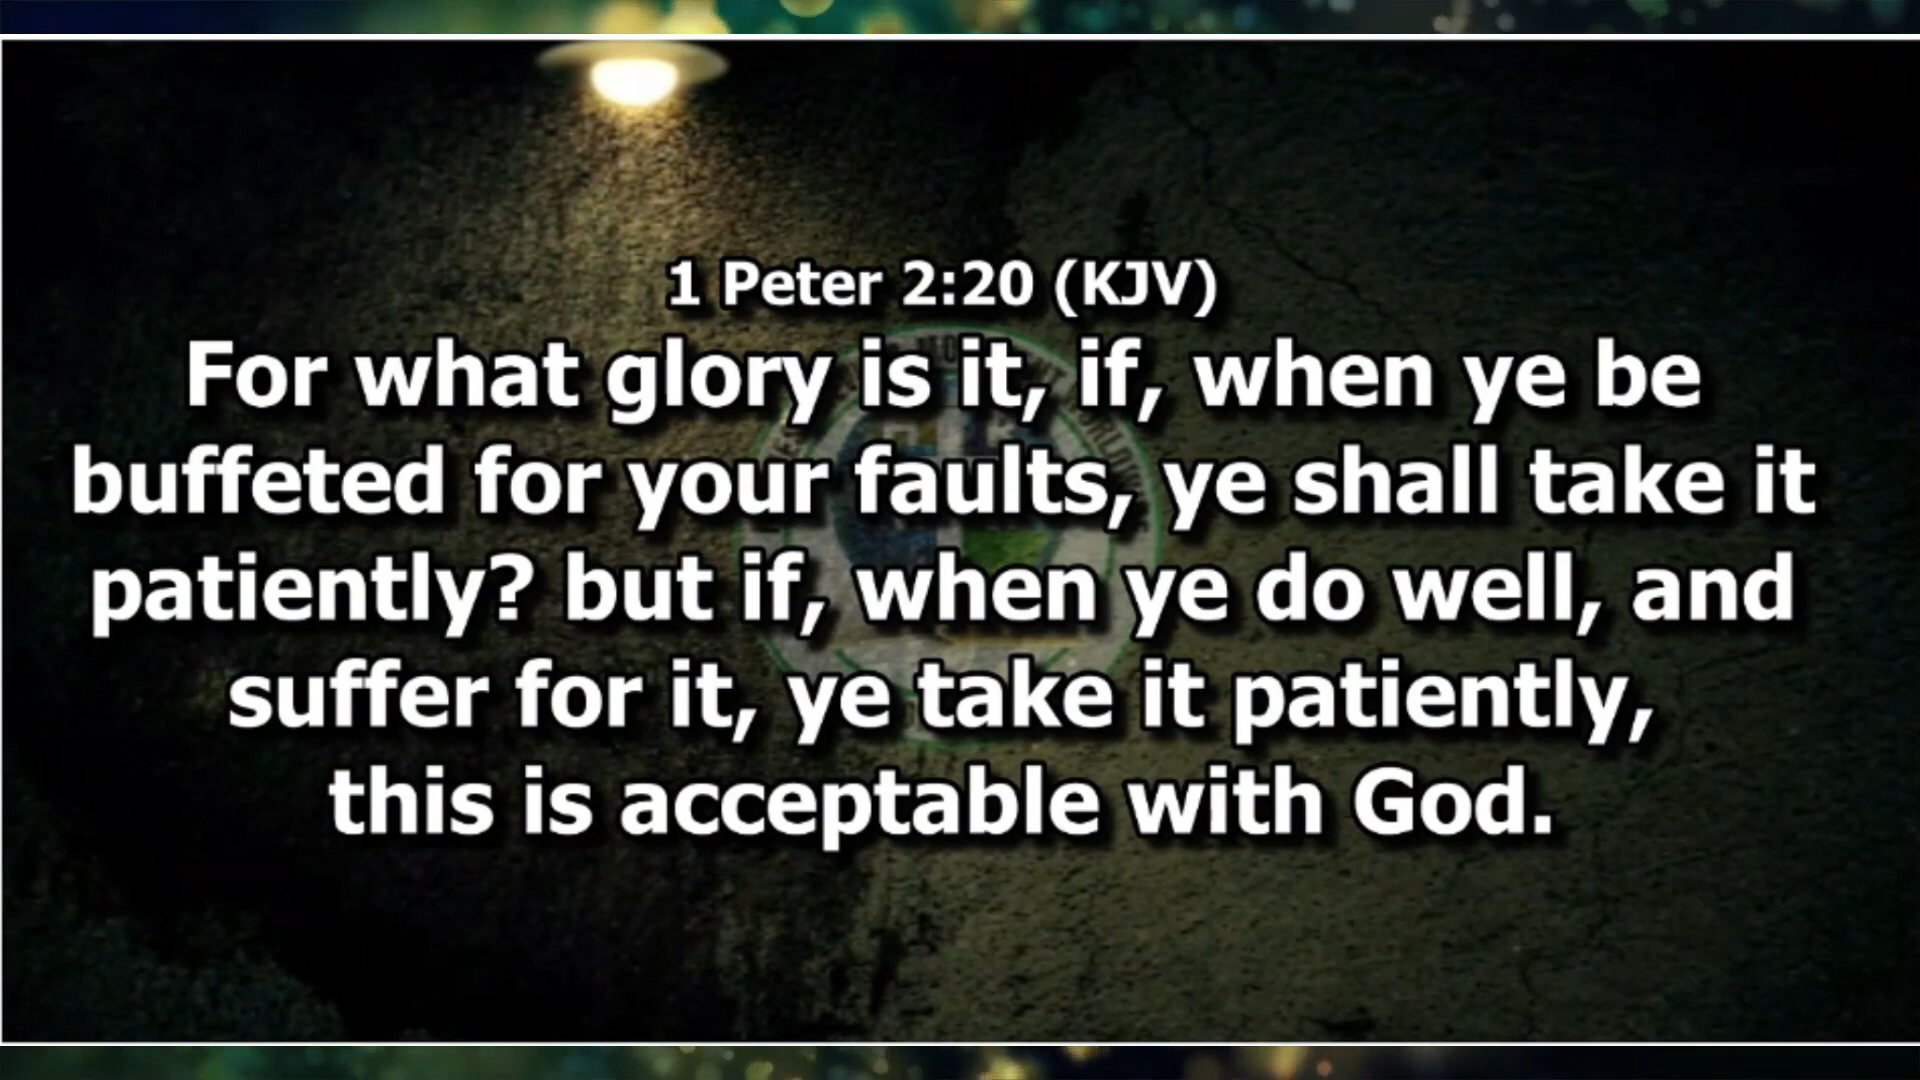 1 Peter 2:20 (KJV)
For what glory is it, if, when ye be
buffeted for your faults, ye shall take it
patiently? but if, when ye do well, and
suffer for it, ye take it patiently,
this is acceptable with God.